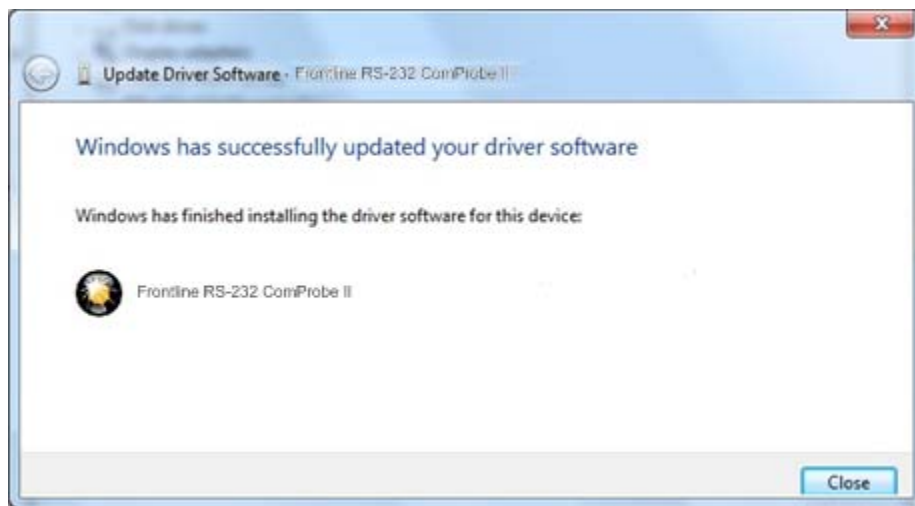 Update Driver Software - Frontline RS-232 ComProbe II
Windows has successfully updated your driver software
Windows has finished installing the driver software for this device:
Frontline RS-232 ComProbe II
Close